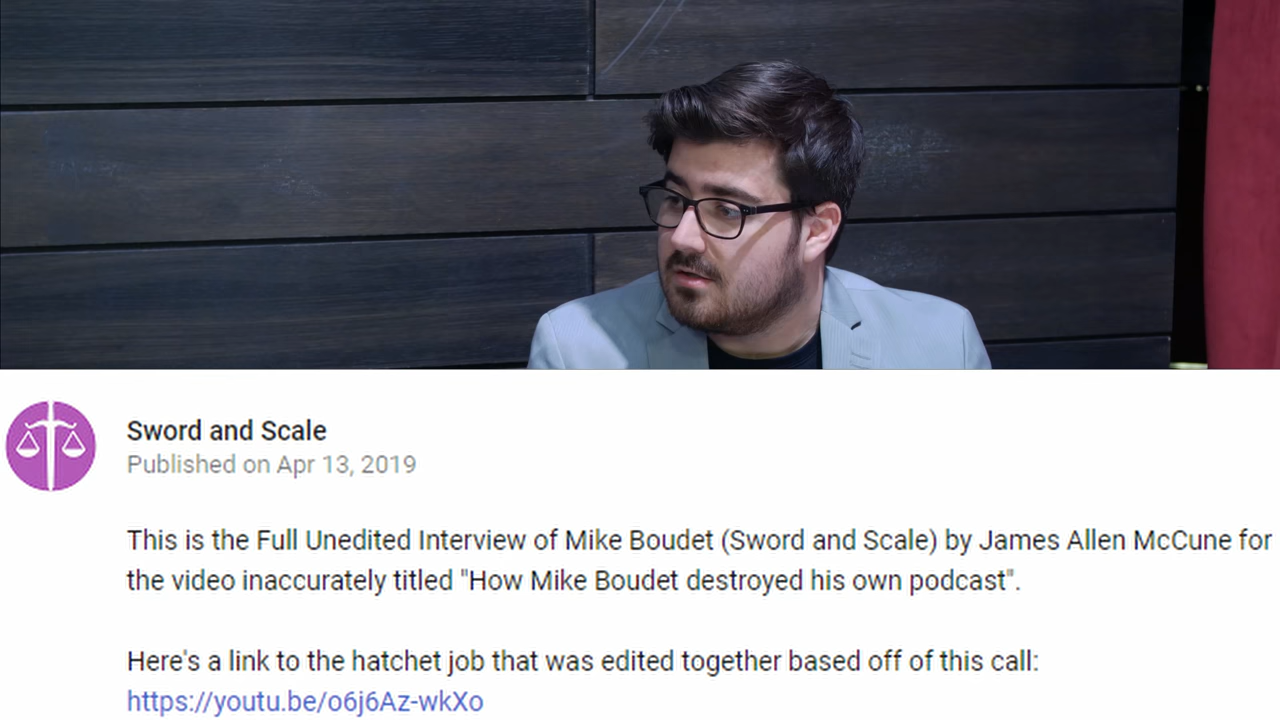 Sword and Scale
Published on Apr 13, 2019
This is the Full Unedited Interview of Mike Boudet (Sword and Scale) by James Allen McCune for
the video inaccurately titled "How Mike Boudet destroyed his own podcast".
Here's a link to the hatchet job that was edited together based off of this call:
https://youtu.be/o6j6Az-wkXo